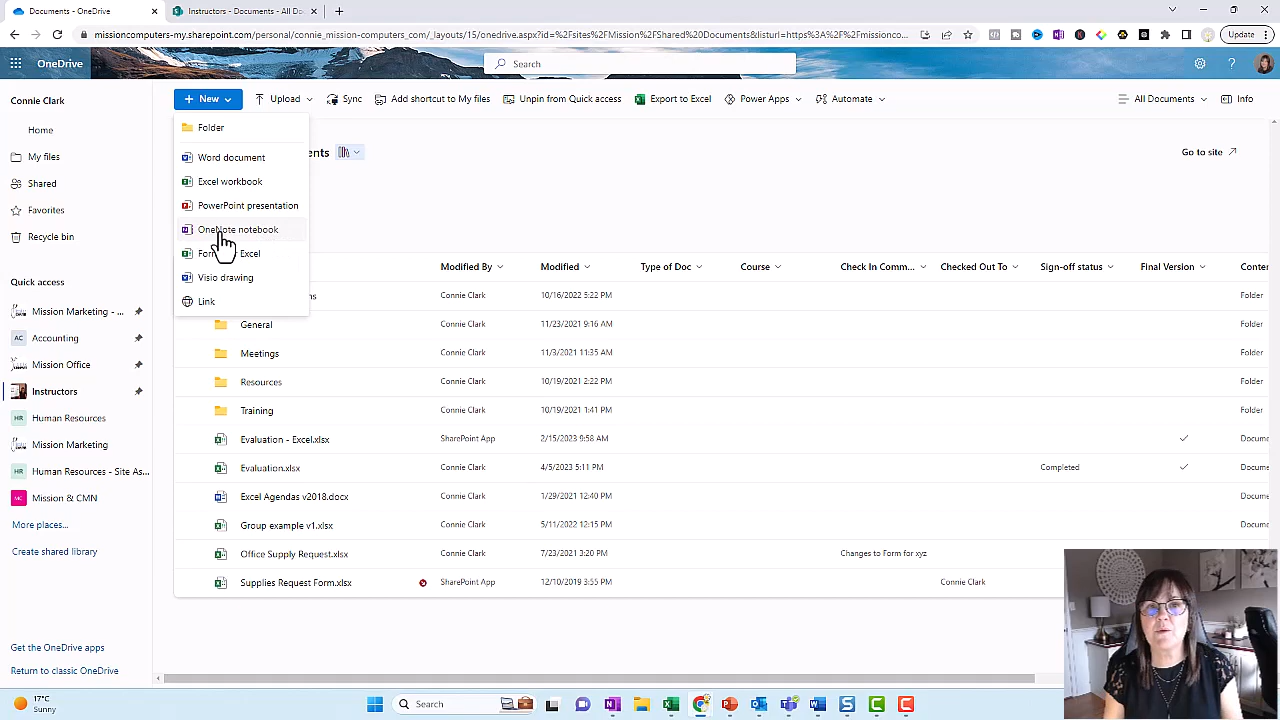 Documents - OneDrive
Instructors - Documents - All Do
missioncomputers-my.sharepoint.com/personal/connie_mission-computers_com/_layouts/15/onedrive.aspx?id=%2Fsites%2FMission%2FShared Documents&listurl=https%3A%2F%2Fmissionco...
Update
OneDrive
Search
Connie Clark
New
Upload
Sync
Add shortcut to My files
Unpin from Quick access
Export to Excel
Power Apps
Automate
All Documents
Info
Home
My files
Shared
Favorites
Recycle bin
Quick access
Mission Marketing - ...
AC Accounting
Mission Office
Instructors
HR Human Resources
Mission Marketing
HR Human Resources - Site As...
MC Mission & CMN
More places...
Create shared library
Get the OneDrive apps
Return to classic OneDrive
Folder
Word document
Excel workbook
PowerPoint presentation
OneNote notebook
Excel
Visio drawing
Link
ents
Go to site
Modified By
Modified
Type of Doc
Course
Check In Comm...
Checked Out To
Sign-off status
Final Version
Conten
ns Connie Clark 10/16/2022 5:22 PM Folder
General Connie Clark 11/23/2021 9:16 AM Folder
Meetings Connie Clark 11/3/2021 11:35 AM Folder
Resources Connie Clark 10/19/2021 2:22 PM Folder
Training Connie Clark 10/19/2021 1:41 PM Folder
Evaluation - Excel.xlsx SharePoint App 2/15/2023 9:58 AM Docume
Evaluation.xlsx Connie Clark 4/5/2023 5:11 PM Completed Docume
Excel Agendas v2018.docx Connie Clark 1/29/2021 12:40 PM Docume
Group example v1.xlsx Connie Clark 5/11/2022 12:15 PM Docume
Office Supply Request.xlsx Connie Clark 7/23/2021 3:20 PM Changes to Form for xyz
Supplies Request Form.xlsx SharePoint App 12/10/2019 3:55 PM Connie Clark
17°C
Sunny
Search